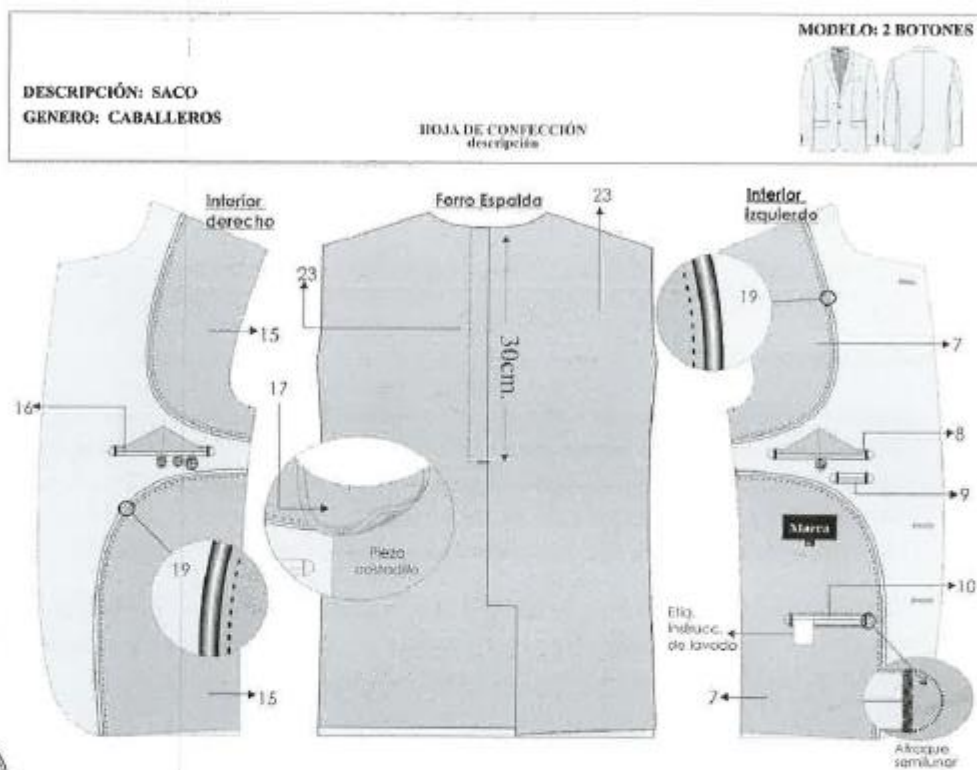 MODELO: 2 BOTONES
DESCRIPCIÓN: SACO
GENERO: CABALLEROS
HOJA DE CONFECCIÓN
descripción
Interior
derecho
Forro Espalda
23
Interior
Izquierdo
23
15
19
7
30cm.
17
16
8
9
Marca
Pieza
costadillo
19
10
Etiq.
Instrucc.
de lavado
15
7
Atraque
semilunar